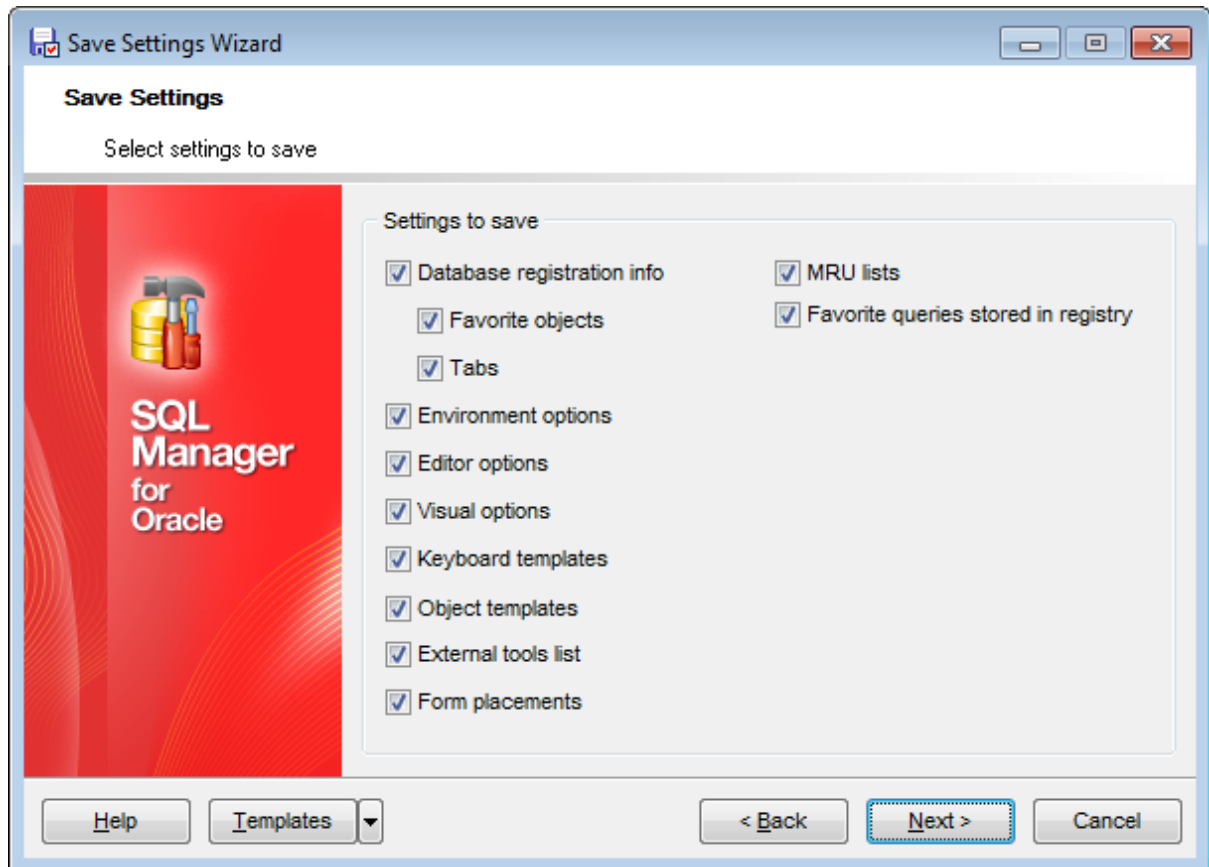 Save Settings Wizard
Save Settings
Select settings to save
SQL
Manager
for
Oracle
Settings to save
Database registration info
Favorite objects
Tabs
Environment options
Editor options
Visual options
Keyboard templates
Object templates
External tools list
Form placements
MRU lists
Favorite queries stored in registry
Help
Templates
< Back
Next >
Cancel